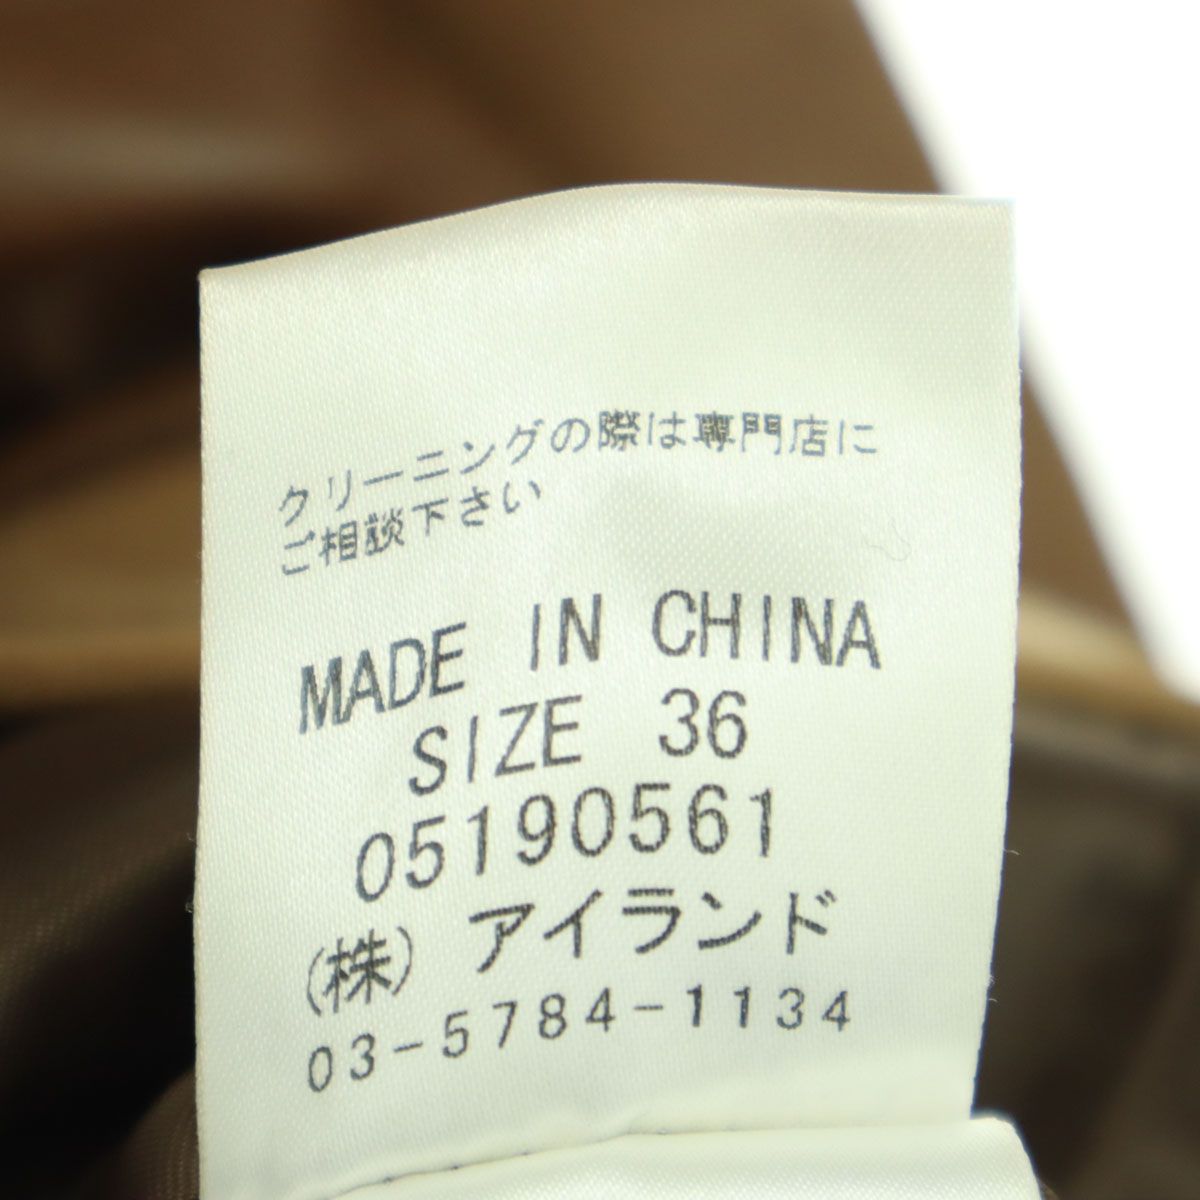 クリーニングの際は専門店に
ご相談下さい
MADE IN CHINA
SIZE 36
05190561
(株) アイランド
03-5784-1134